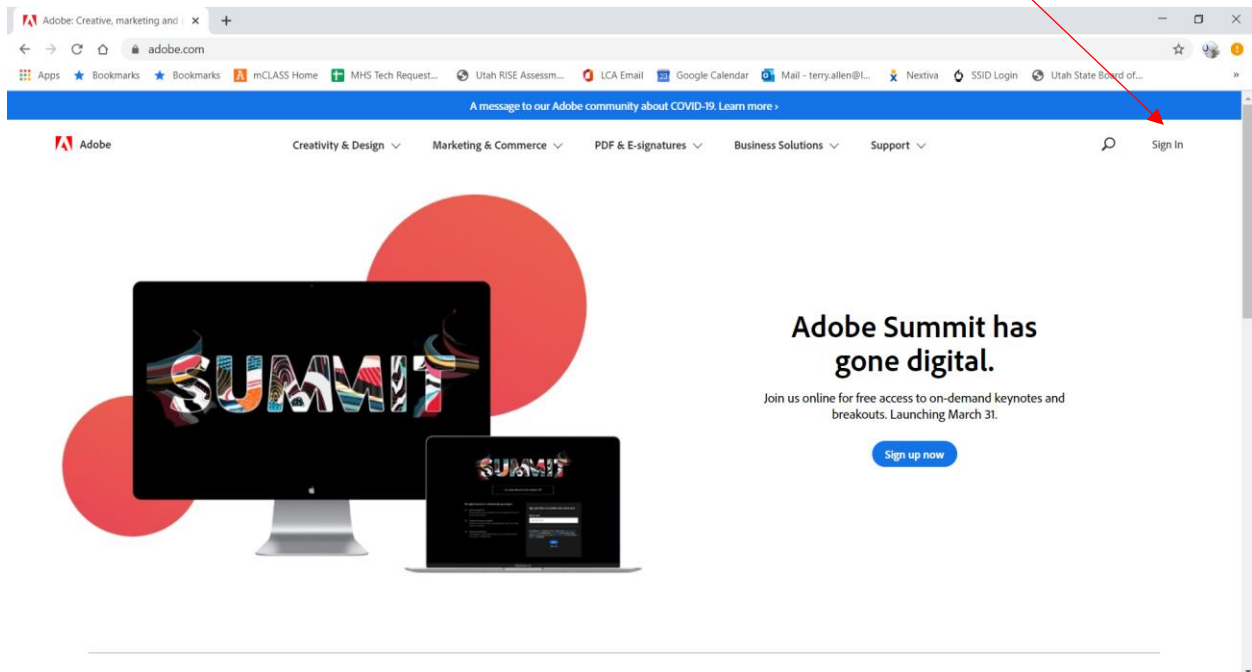 Adobe: Creative, marketing and
adobe.com
Apps Bookmarks Bookmarks mCLASS Home MHS Tech Request... Utah RISE Assessm... LCA Email Google Calendar Mail - terry.allen@l... Nextiva SSID Login Utah State Board of... »
A message to our Adobe community about COVID-19. Learn more ›
Adobe Creativity & Design Marketing & Commerce PDF & E-signatures Business Solutions Support Sign In
SUMMIT
SUMMIT
Adobe Summit has
gone digital.
Join us online for free access to on-demand keynotes and
breakouts. Launching March 31.
Sign up now